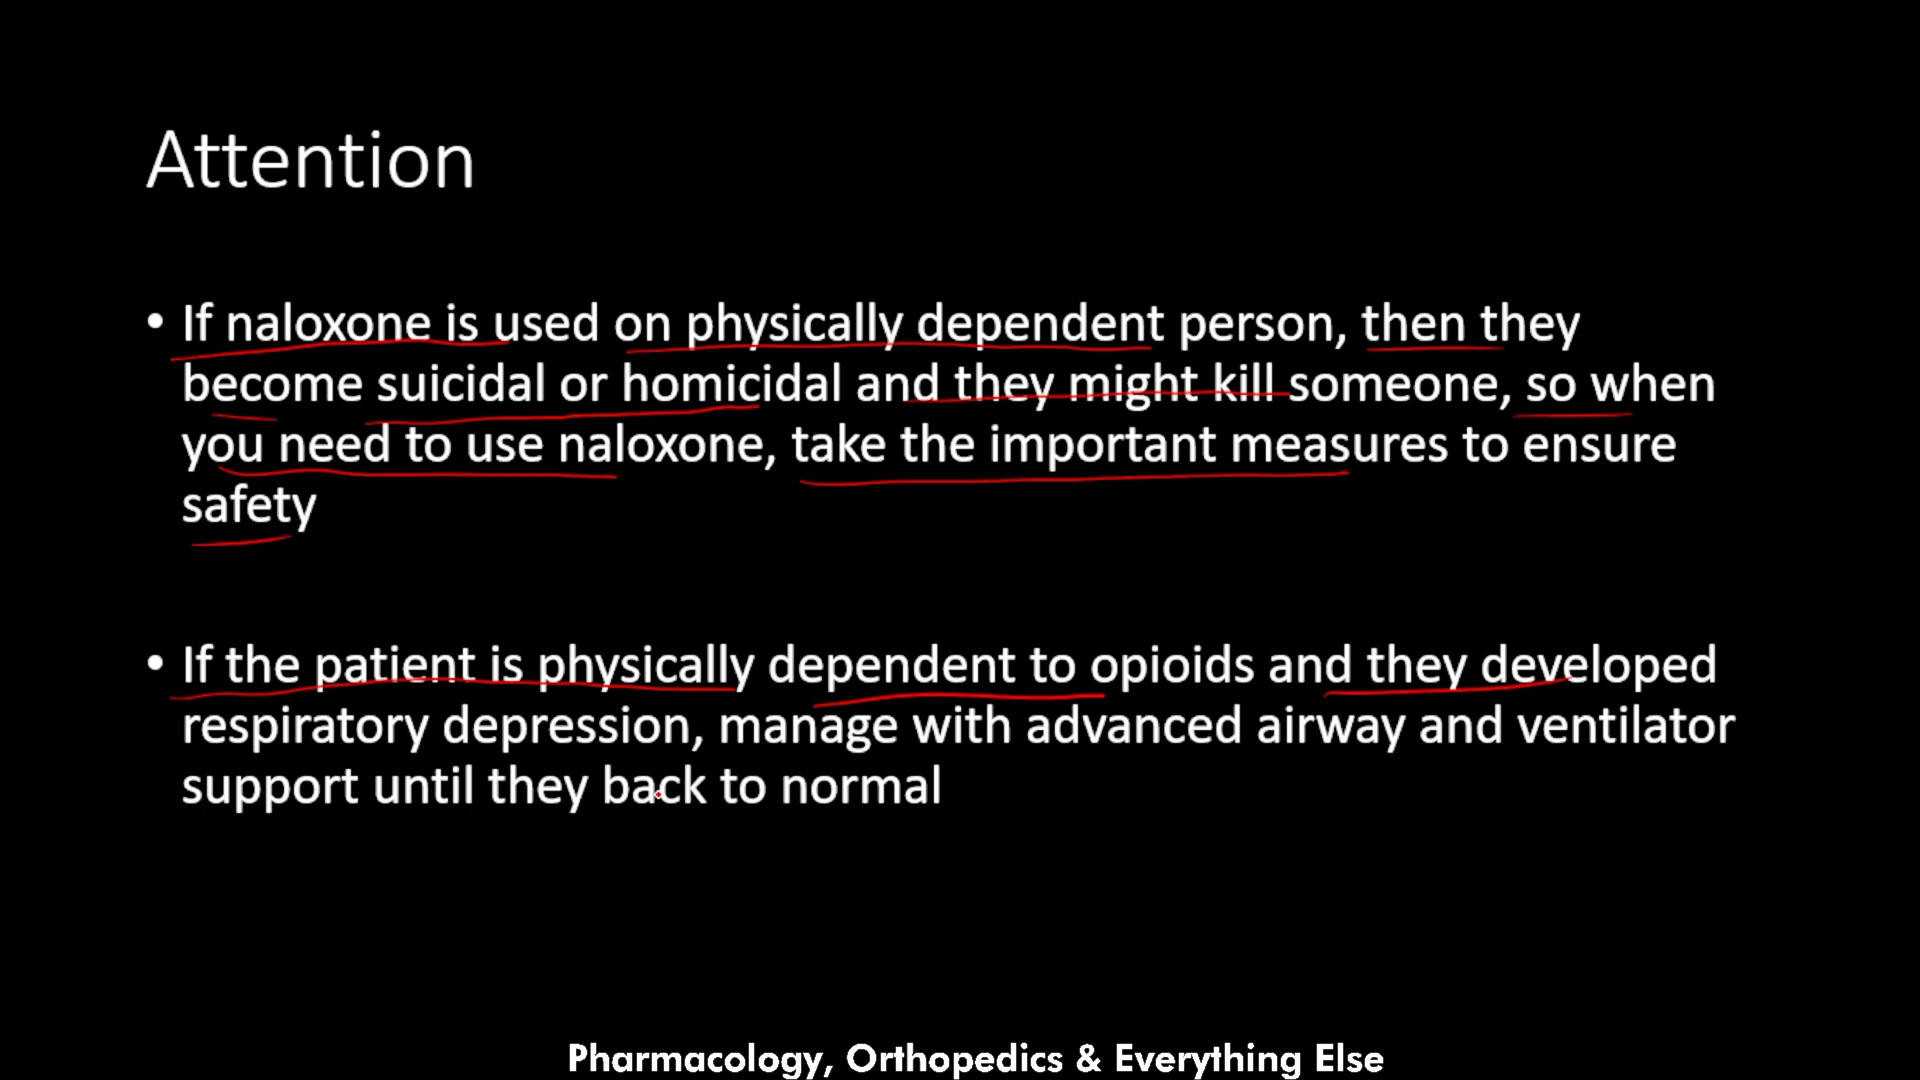 Attention
• If naloxone is used on physically dependent person, then they
become suicidal or homicidal and they might kill someone, so when
you need to use naloxone, take the important measures to ensure
safety
• If the patient is physically dependent to opioids and they developed
respiratory depression, manage with advanced airway and ventilator
support until they back to normal
Pharmacology, Orthopedics & Everything Else